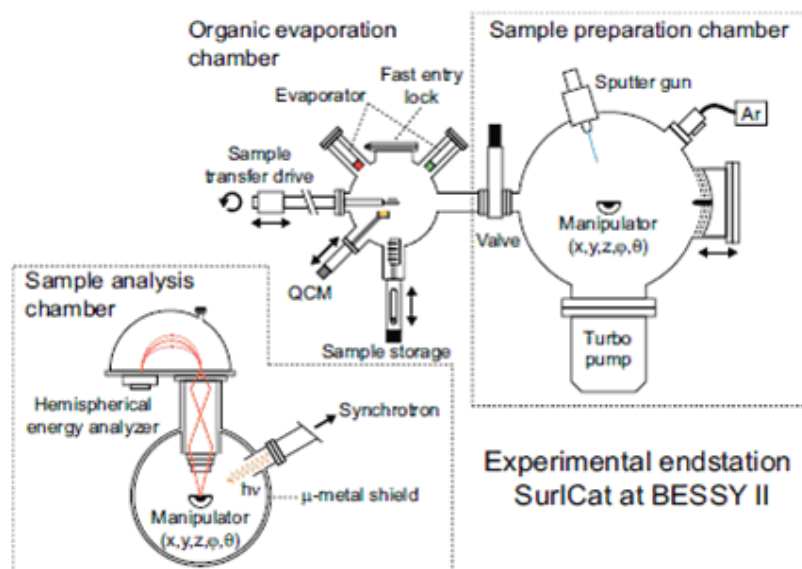 Organic evaporation
chamber
Fast entry
lock
Evaporator
Sample
transfer drive
QCM
Sample storage
Valve
Sample preparation chamber
Sputter gun
Ar
Manipulator
(x,y,z,φ,θ)
Turbo
pump
Sample analysis
chamber
Hemispherical
energy analyzer
Synchrotron
hν
μ-metal shield
Manipulator
(x,y,z,φ,θ)
Experimental endstation
SurICat at BESSY II